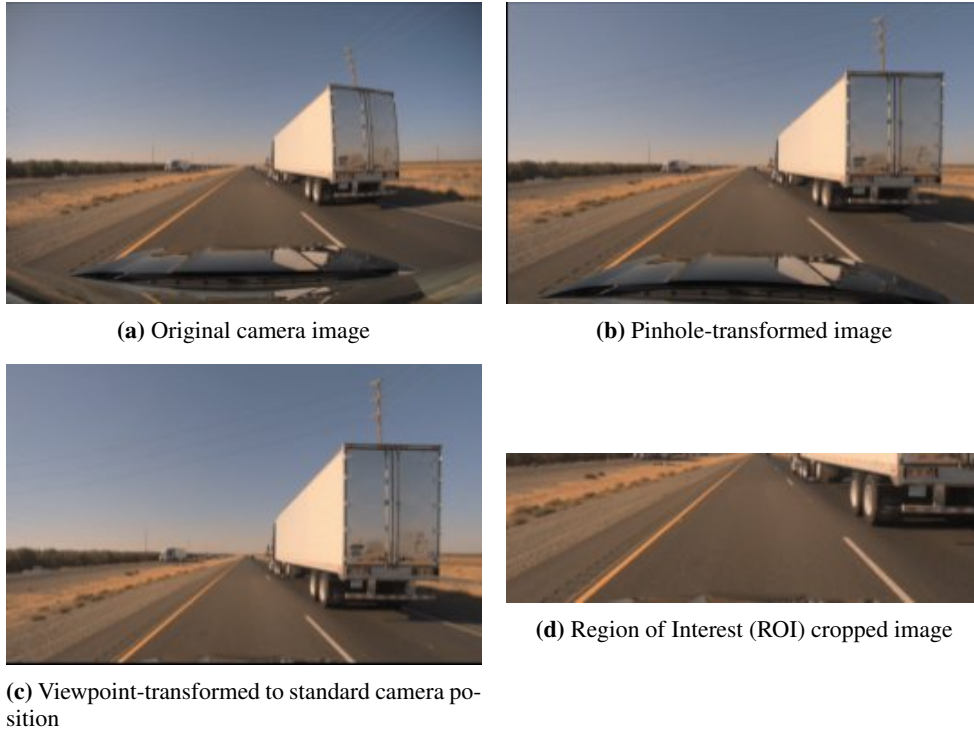 (a) Original camera image
(b) Pinhole-transformed image
(c) Viewpoint-transformed to standard camera po-
sition
(d) Region of Interest (ROI) cropped image